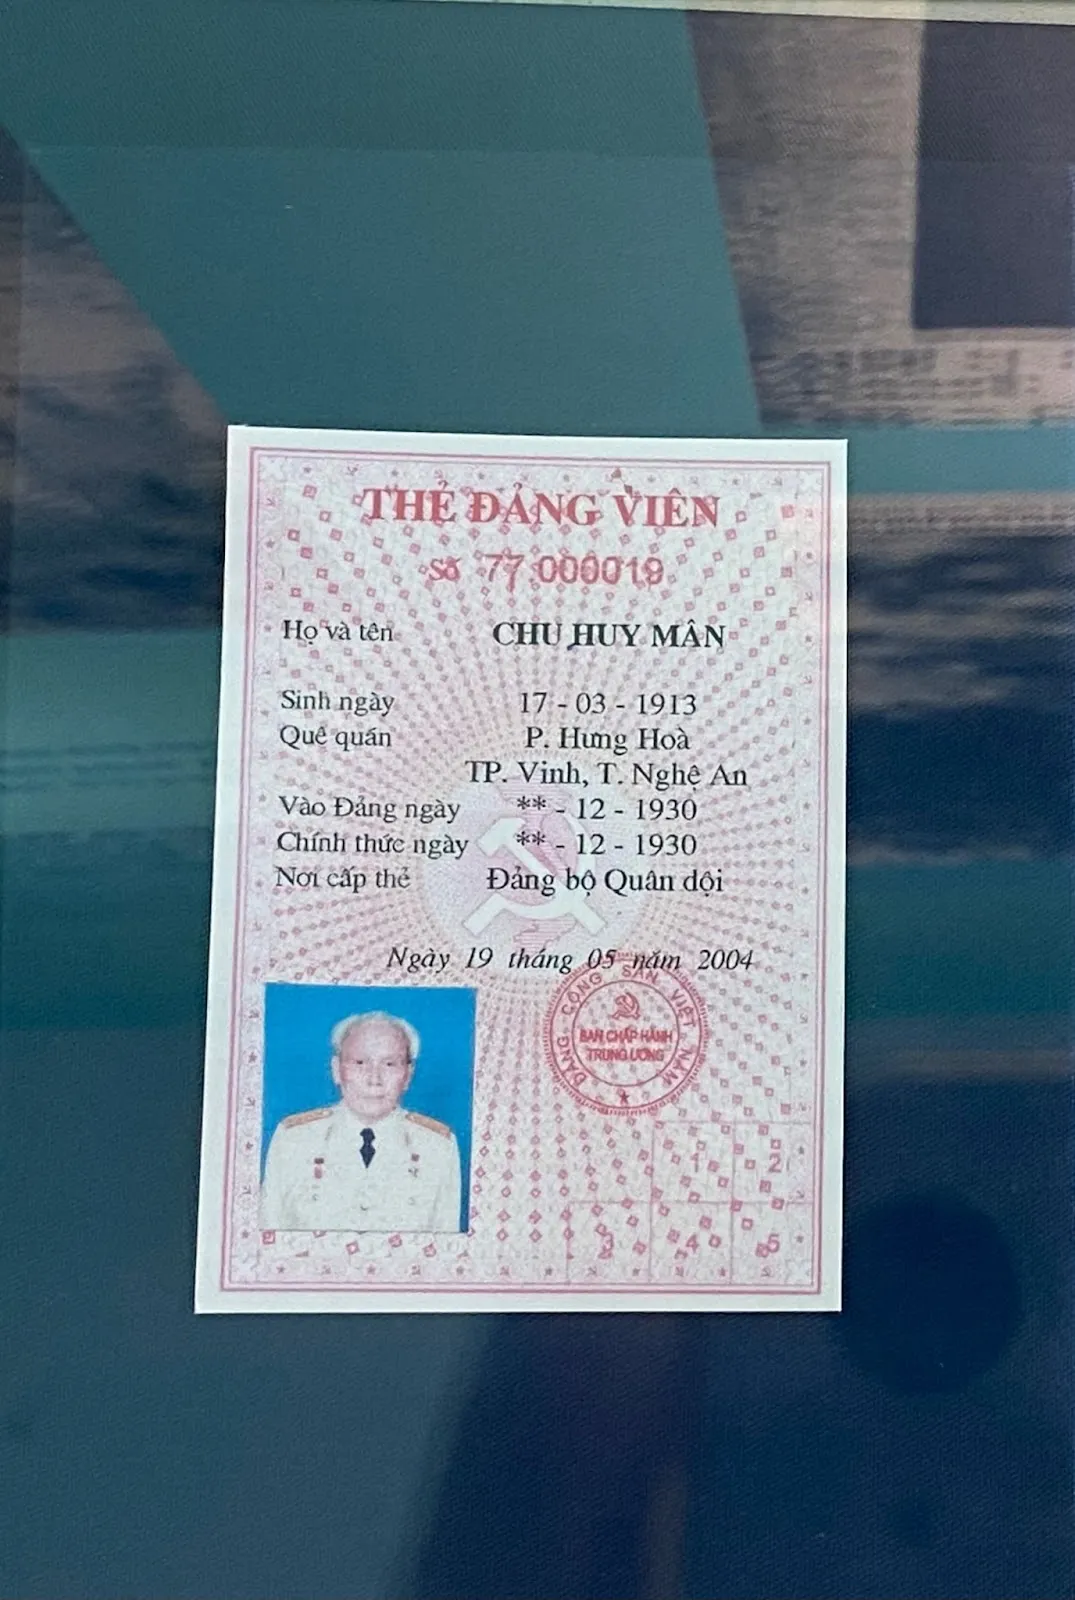 THẺ ĐẢNG VIÊN
Số 77.000019
Họ và tên CHU HUY MÂN
Sinh ngày 17 - 03 - 1913
Quê quán P. Hưng Hoà
TP. Vinh, T. Nghệ An
Vào Đảng ngày ** - 12 - 1930
Chính thức ngày ** - 12 - 1930
Nơi cấp thẻ Đảng bộ Quân dội
Ngày 19 tháng 05 năm 2004
ĐẢNG CỘNG SẢN VIỆT NAM
BAN CHẤP HÀNH
TRUNG ƯƠNG
1 2
3 4 5